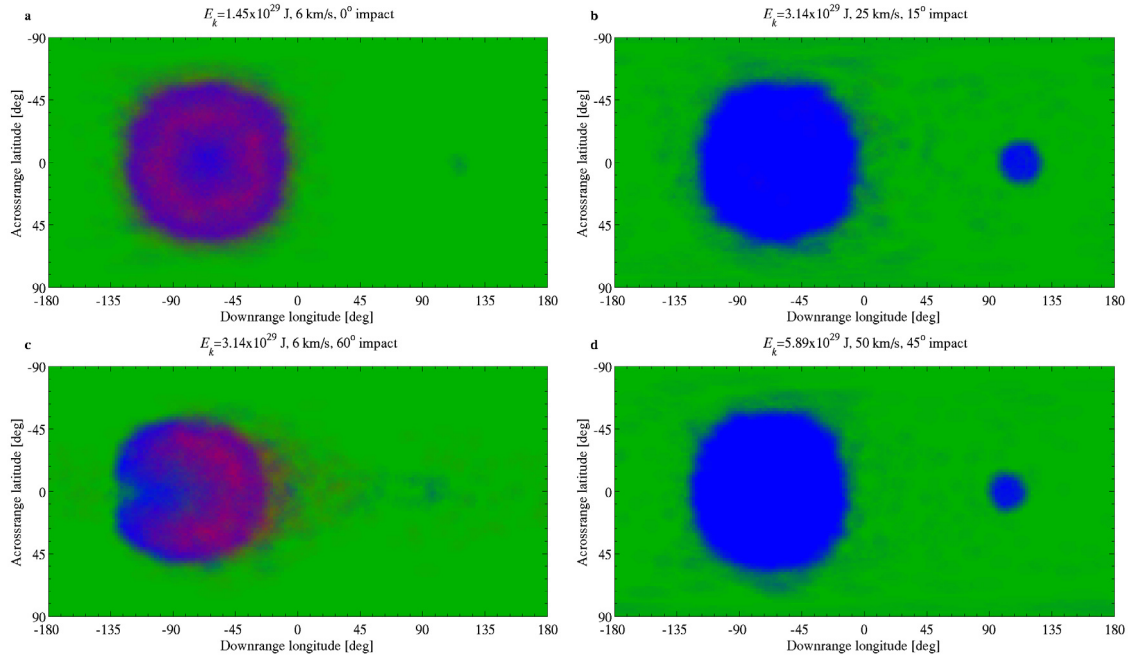 a E_k=1.45x10^29 J, 6 km/s, 0^o impact
-90
-45
0
45
90
Acrossrange latitude [deg]
-180 -135 -90 -45 0 45 90 135 180
Downrange longitude [deg]
b E_k=3.14x10^29 J, 25 km/s, 15^o impact
-90
-45
0
45
90
Acrossrange latitude [deg]
-180 -135 -90 -45 0 45 90 135 180
Downrange longitude [deg]
c E_k=3.14x10^29 J, 6 km/s, 60^o impact
-90
-45
0
45
90
Acrossrange latitude [deg]
-180 -135 -90 -45 0 45 90 135 180
Downrange longitude [deg]
d E_k=5.89x10^29 J, 50 km/s, 45^o impact
-90
-45
0
45
90
Acrossrange latitude [deg]
-180 -135 -90 -45 0 45 90 135 180
Downrange longitude [deg]